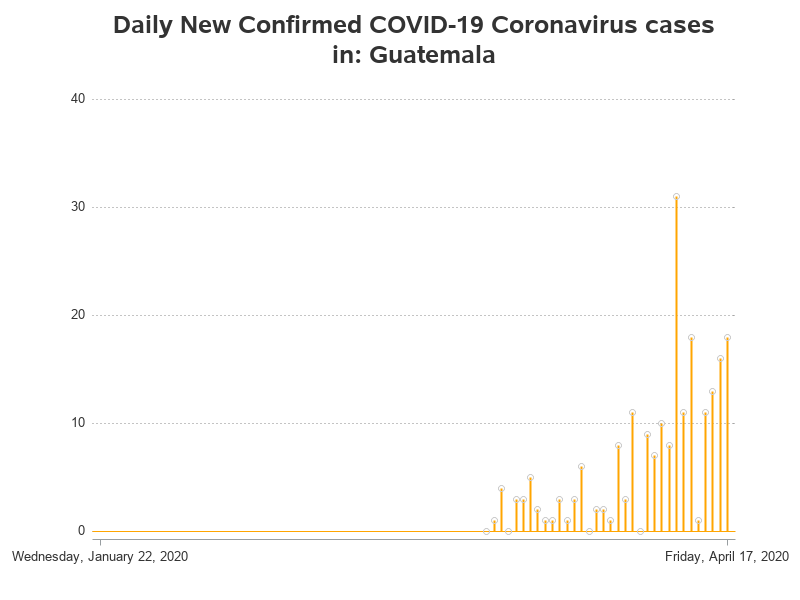 Daily New Confirmed COVID-19 Coronavirus cases
in: Guatemala
40
30
20
10
0
Wednesday, January 22, 2020
Friday, April 17, 2020